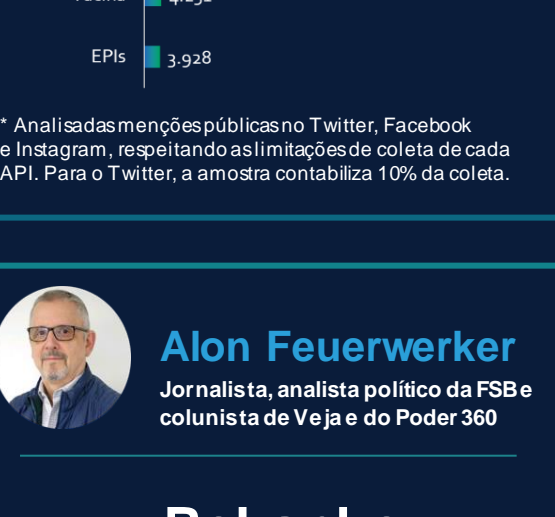 EPIs 3.928
* Analisadas menções públicas no Twitter, Facebook
e Instagram, respeitando as limitações de coleta de cada
API. Para o Twitter, a amostra contabiliza 10% da coleta.
Alon Feuerwerker
Jornalista, analista político da FSB e
colunista de Veja e do Poder 360